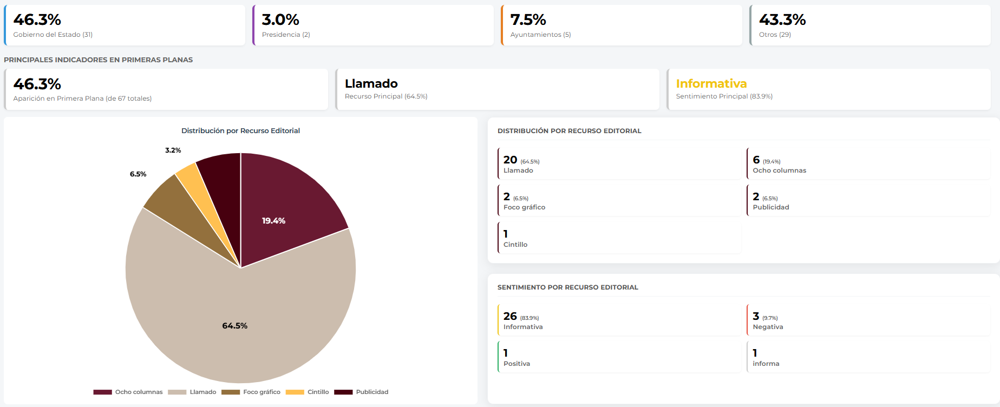 46.3%
Gobierno del Estado (31)
3.0%
Presidencia (2)
7.5%
Ayuntamientos (5)
43.3%
Otros (29)
PRINCIPALES INDICADORES EN PRIMERAS PLANAS
46.3%
Aparición en Primera Plana (de 67 totales)
Llamado
Recurso Principal (64.5%)
Informativa
Sentimiento Principal (83.9%)
Distribución por Recurso Editorial
3.2%
6.5%
19.4%
64.5%
Ocho columnas
Llamado
Foco gráfico
Cintillo
Publicidad
DISTRIBUCIÓN POR RECURSO EDITORIAL
20 (64.5%)
Llamado
6 (19.4%)
Ocho columnas
2 (6.5%)
Foco gráfico
2 (6.5%)
Publicidad
1
Cintillo
SENTIMIENTO POR RECURSO EDITORIAL
26 (83.9%)
Informativa
3 (9.7%)
Negativa
1
Positiva
1
informa